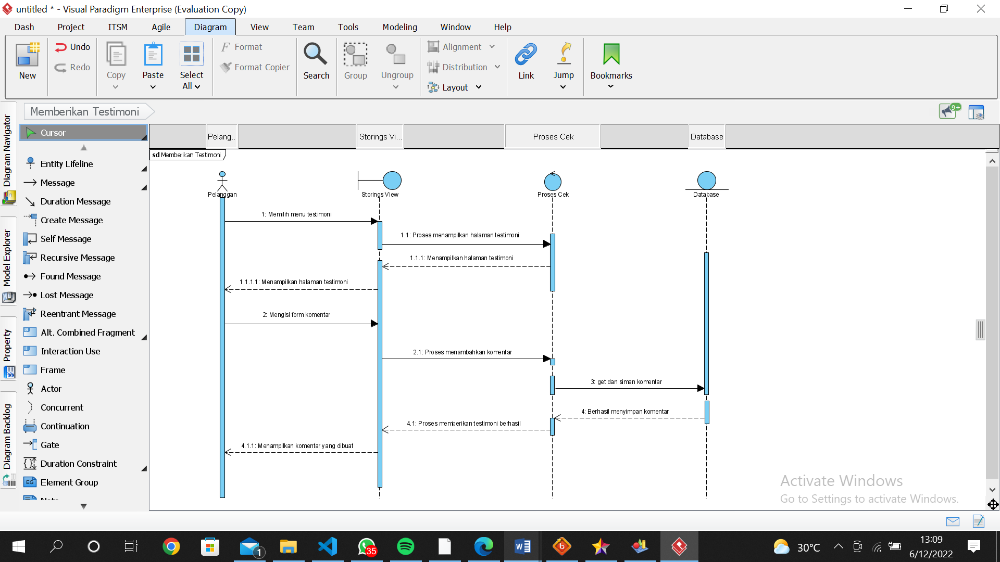 untitled * - Visual Paradigm Enterprise (Evaluation Copy)
Dash Project ITSM Agile Diagram View Team Tools Modeling Window Help
New
Undo
Redo
Copy
Paste
Select
All
Format
Format Copier
Search
Group
Ungroup
Alignment
Distribution
Layout
Link
Jump
Bookmarks
Memberikan Testimoni
9+
Diagram Navigator
Model Explorer
Property
Diagram Backlog
Cursor
Entity Lifeline
Message
Duration Message
Create Message
Self Message
Recursive Message
Found Message
Lost Message
Reentrant Message
Alt. Combined Fragment
Interaction Use
Frame
Actor
Concurrent
Continuation
Gate
Duration Constraint
EG Element Group
Pelang.. Storings Vi... Proses Cek Database
sd Memberikan Testimoni
Pelanggan Storings View Proses Cek Database
1: Memilih menu testimoni
1.1: Proses menampilkan halaman testimoni
1.1.1: Menampilkan halaman testimoni
1.1.1.1: Menampilkan halaman testimoni
2: Mengisi form komentar
2.1: Proses menambahkan komentar
3: get dan siman komentar
4: Berhasil menyimpan komentar
4.1: Proses memberikan testimoni berhasil
4.1.1: Menampilkan komentar yang dibuat
Activate Windows
Go to Settings to activate Windows.
1
35
30°C
13:09
6/12/2022